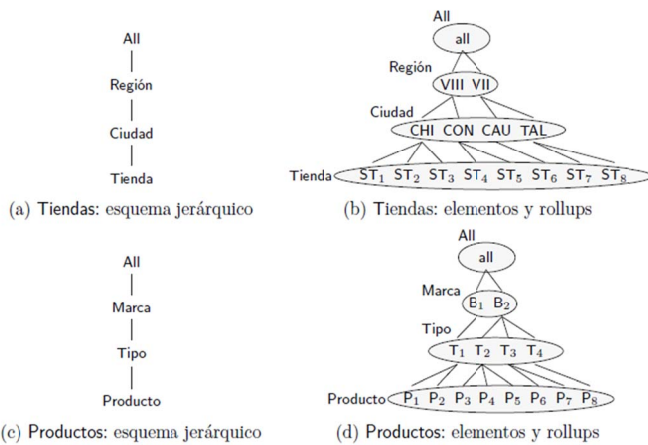 All
Región
Ciudad
Tienda
(a) Tiendas: esquema jerárquico
All
all
Región
VIII VII
Ciudad
CHI CON CAU TAL
Tienda
ST₁ ST₂ ST₃ ST₄ ST₅ ST₆ ST₇ ST₈
(b) Tiendas: elementos y rollups
All
Marca
Tipo
Producto
(c) Productos: esquema jerárquico
All
all
Marca
B₁ B₂
Tipo
T₁ T₂ T₃ T₄
Producto
P₁ P₂ P₃ P₄ P₅ P₆ P₇ P₈
(d) Productos: elementos y rollups